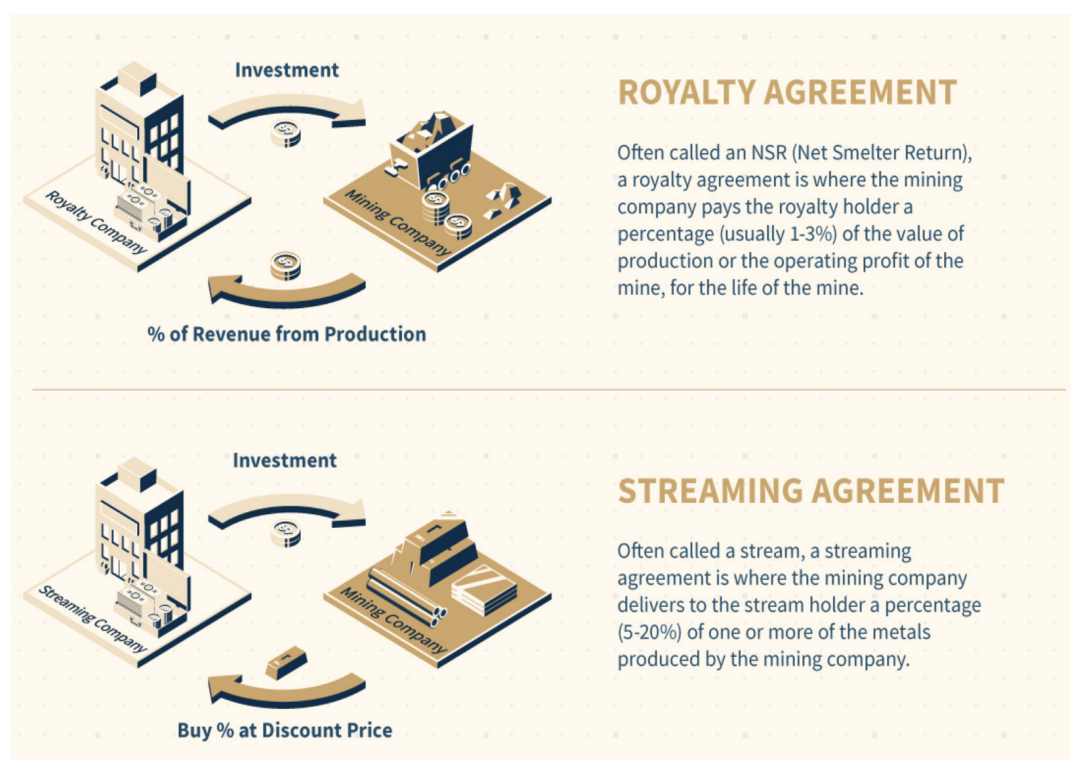 Investment
Royalty Company
Mining Company
% of Revenue from Production
ROYALTY AGREEMENT
Often called an NSR (Net Smelter Return),
a royalty agreement is where the mining
company pays the royalty holder a
percentage (usually 1-3%) of the value of
production or the operating profit of the
mine, for the life of the mine.
Investment
Streaming Company
Mining Company
Buy % at Discount Price
STREAMING AGREEMENT
Often called a stream, a streaming
agreement is where the mining company
delivers to the stream holder a percentage
(5-20%) of one or more of the metals
produced by the mining company.